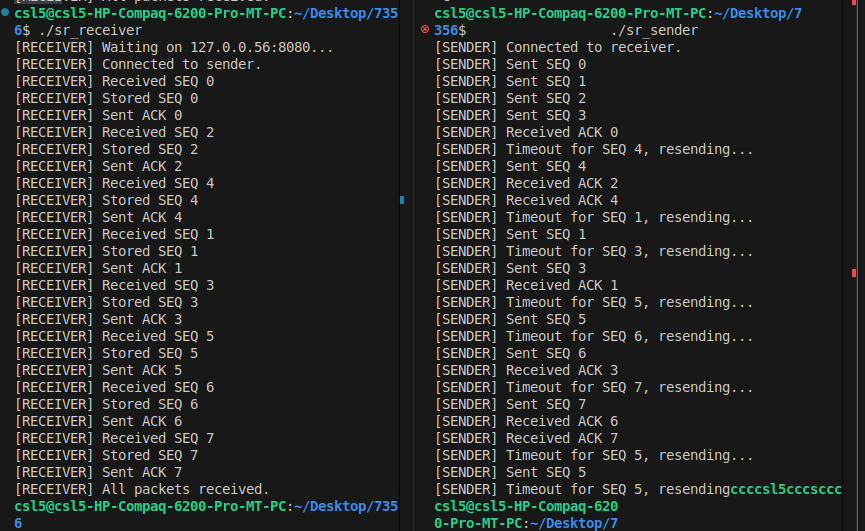 csl5@csl5-HP-Compaq-6200-Pro-MT-PC:~/Desktop/735
6$ ./sr_receiver
[RECEIVER] Waiting on 127.0.0.56:8080...
[RECEIVER] Connected to sender.
[RECEIVER] Received SEQ 0
[RECEIVER] Stored SEQ 0
[RECEIVER] Sent ACK 0
[RECEIVER] Received SEQ 2
[RECEIVER] Stored SEQ 2
[RECEIVER] Sent ACK 2
[RECEIVER] Received SEQ 4
[RECEIVER] Stored SEQ 4
[RECEIVER] Sent ACK 4
[RECEIVER] Received SEQ 1
[RECEIVER] Stored SEQ 1
[RECEIVER] Sent ACK 1
[RECEIVER] Received SEQ 3
[RECEIVER] Stored SEQ 3
[RECEIVER] Sent ACK 3
[RECEIVER] Received SEQ 5
[RECEIVER] Stored SEQ 5
[RECEIVER] Sent ACK 5
[RECEIVER] Received SEQ 6
[RECEIVER] Stored SEQ 6
[RECEIVER] Sent ACK 6
[RECEIVER] Received SEQ 7
[RECEIVER] Stored SEQ 7
[RECEIVER] Sent ACK 7
[RECEIVER] All packets received.
csl5@csl5-HP-Compaq-6200-Pro-MT-PC:~/Desktop/735
6
csl5@csl5-HP-Compaq-6200-Pro-MT-PC:~/Desktop/7
356$ ./sr_sender
[SENDER] Connected to receiver.
[SENDER] Sent SEQ 0
[SENDER] Sent SEQ 1
[SENDER] Sent SEQ 2
[SENDER] Sent SEQ 3
[SENDER] Received ACK 0
[SENDER] Timeout for SEQ 4, resending...
[SENDER] Sent SEQ 4
[SENDER] Received ACK 2
[SENDER] Received ACK 4
[SENDER] Timeout for SEQ 1, resending...
[SENDER] Sent SEQ 1
[SENDER] Timeout for SEQ 3, resending...
[SENDER] Sent SEQ 3
[SENDER] Received ACK 1
[SENDER] Timeout for SEQ 5, resending...
[SENDER] Sent SEQ 5
[SENDER] Timeout for SEQ 6, resending...
[SENDER] Sent SEQ 6
[SENDER] Received ACK 3
[SENDER] Timeout for SEQ 7, resending...
[SENDER] Sent SEQ 7
[SENDER] Received ACK 6
[SENDER] Received ACK 7
[SENDER] Timeout for SEQ 5, resending...
[SENDER] Sent SEQ 5
[SENDER] Timeout for SEQ 5, resendingccccsl5cccsccc
csl5@csl5-HP-Compaq-620
0-Pro-MT-PC:~/Desktop/7